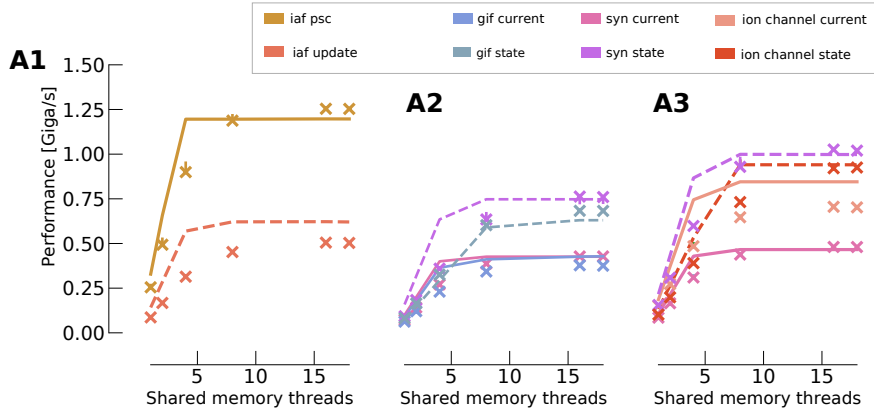 iaf psc gif current syn current ion channel current
iaf update gif state syn state ion channel state
A1
A2
A3
Performance [Giga/s]
1.50
1.25
1.00
0.75
0.50
0.25
0.00
5 10 15
5 10 15
5 10 15
Shared memory threads
Shared memory threads
Shared memory threads